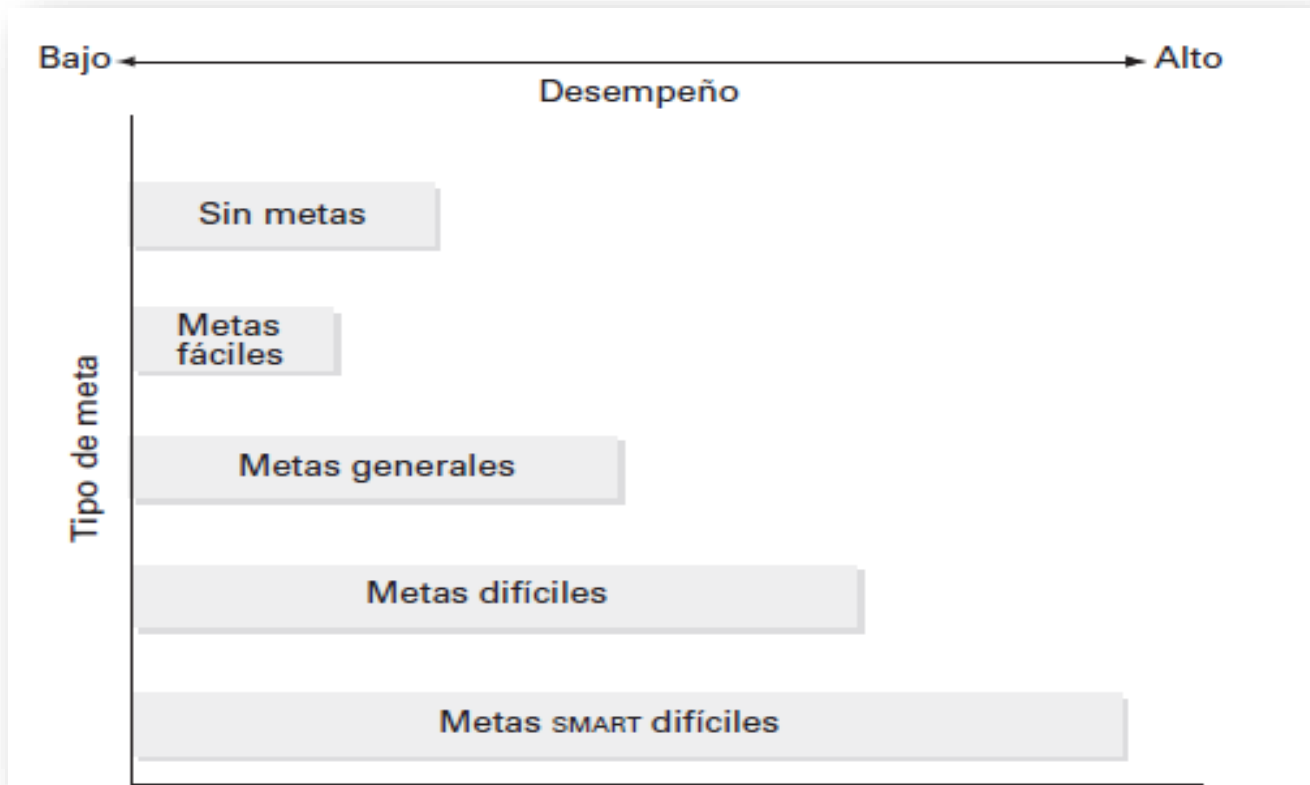 Bajo
Alto
Desempeño
Tipo de meta
Sin metas
Metas
fáciles
Metas generales
Metas difíciles
Metas SMART difíciles